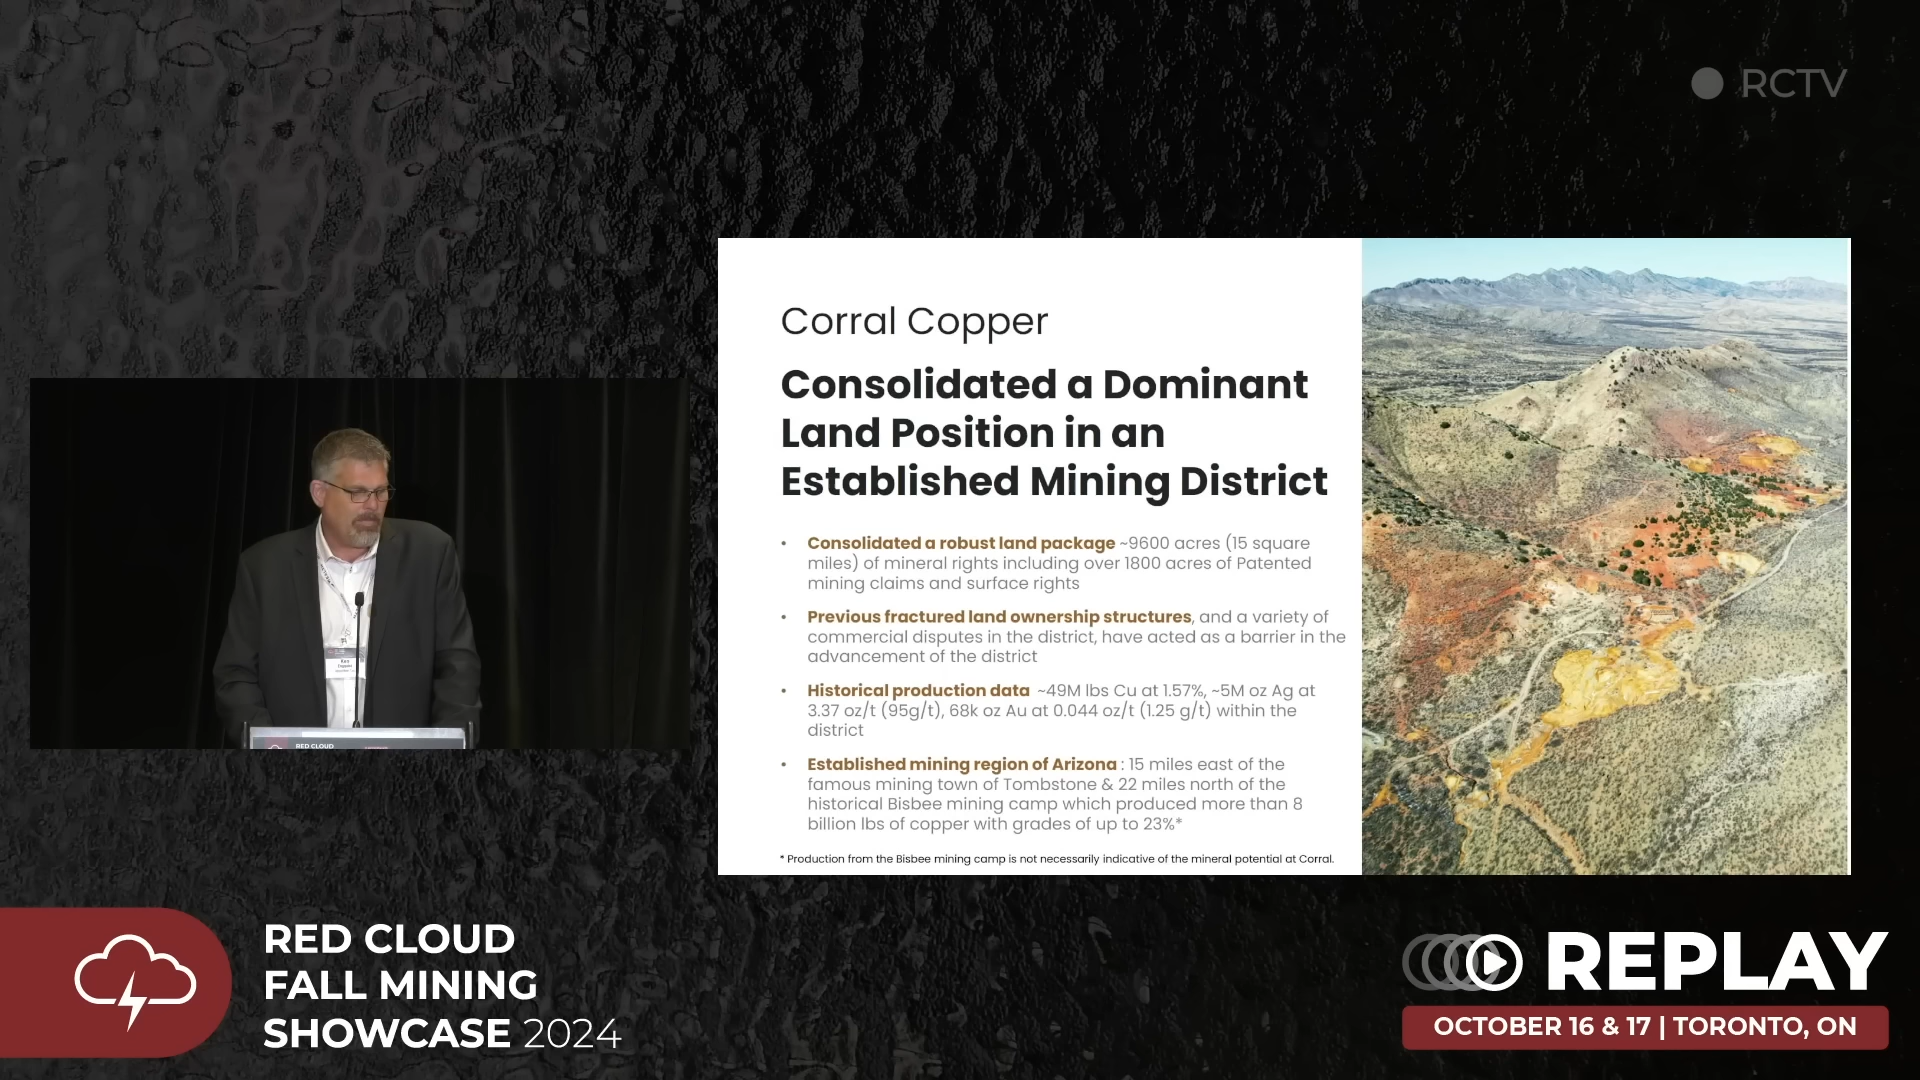 RCTV
Corral Copper
Consolidated a Dominant
Land Position in an
Established Mining District
• Consolidated a robust land package ~9600 acres (15 square
miles) of mineral rights including over 1800 acres of Patented
mining claims and surface rights
• Previous fractured land ownership structures, and a variety of
commercial disputes in the district, have acted as a barrier in the
advancement of the district
• Historical production data ~49M lbs Cu at 1.57%, ~5M oz Ag at
3.37 oz/t (95g/t), 68k oz Au at 0.044 oz/t (1.25 g/t) within the
district
• Established mining region of Arizona : 15 miles east of the
famous mining town of Tombstone & 22 miles north of the
historical Bisbee mining camp which produced more than 8
billion lbs of copper with grades of up to 23%*
* Production from the Bisbee mining camp is not necessarily indicative of the mineral potential at Corral.
RED CLOUD
RED CLOUD
FALL MINING
SHOWCASE 2024
REPLAY
OCTOBER 16 & 17 | TORONTO, ON